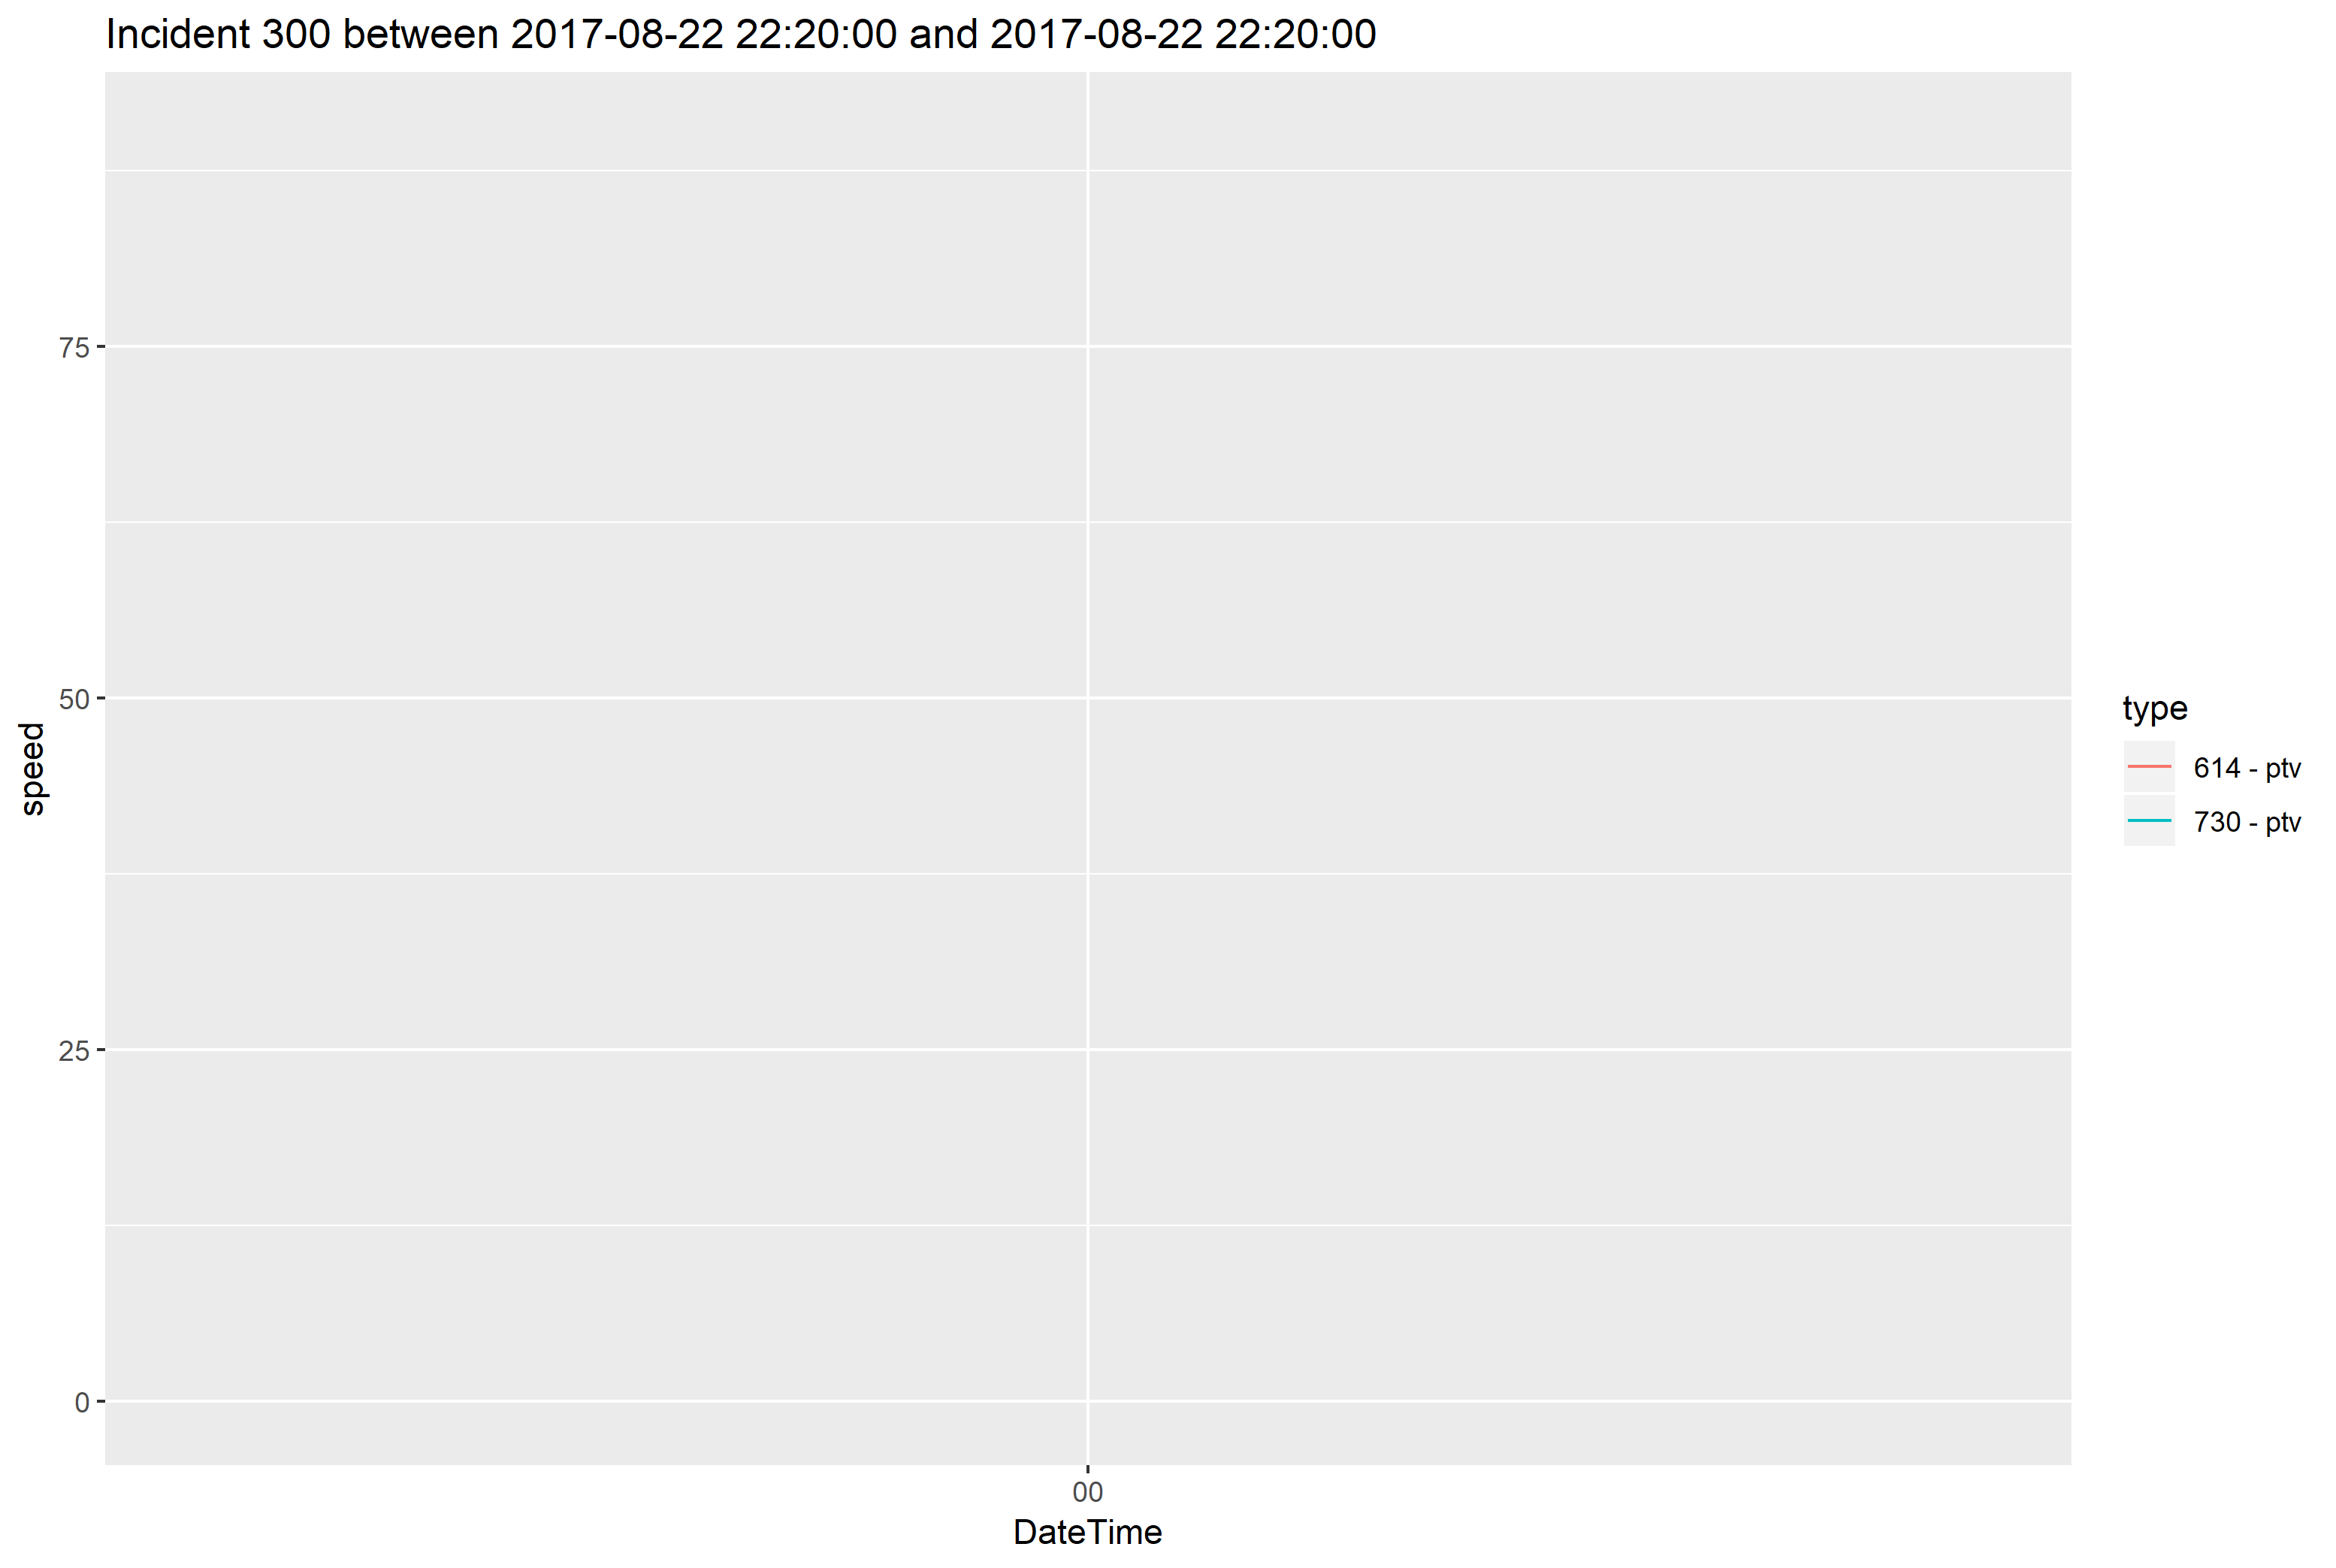 Incident 300 between 2017-08-22 22:20:00 and 2017-08-22 22:20:00
75
50
25
0
speed
00
DateTime
type
614 - ptv
730 - ptv